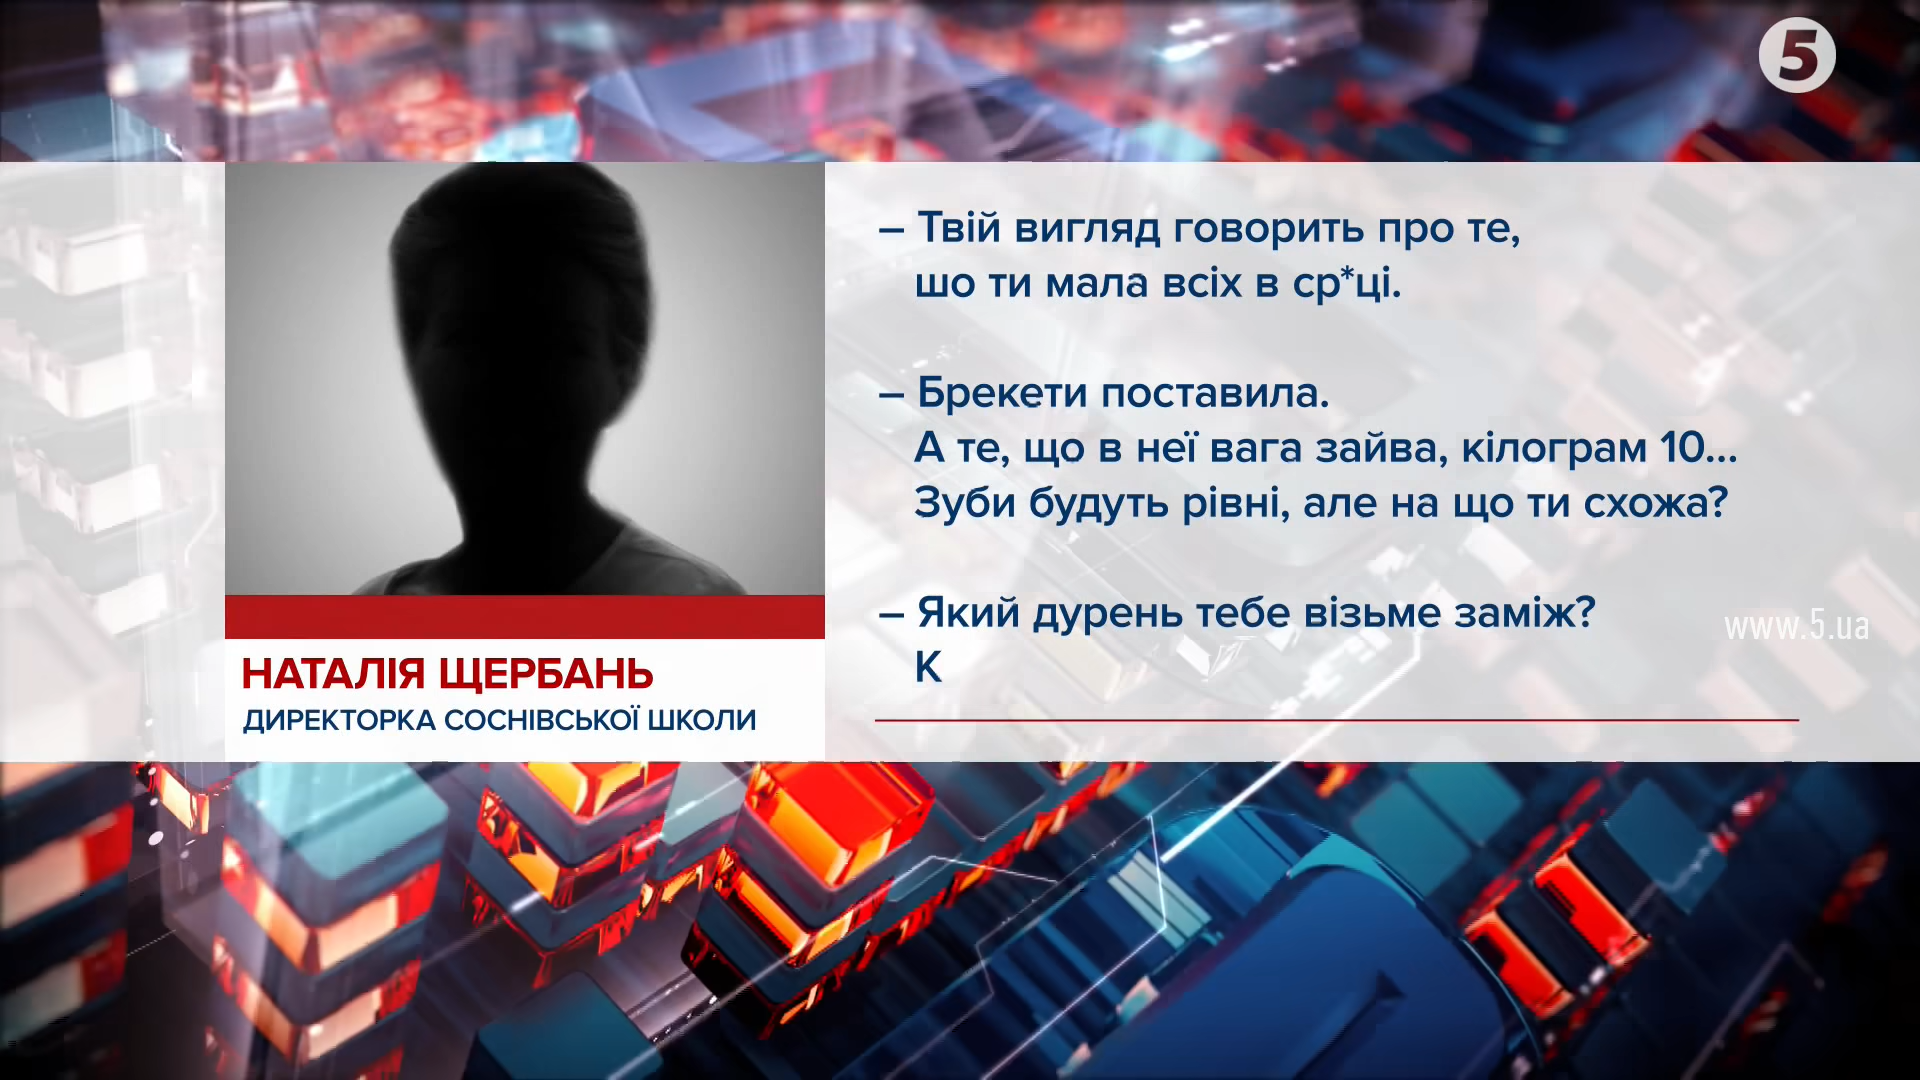 5
– Твій вигляд говорить про те,
шо ти мала всіх в ср*ці.
– Брекети поставила.
А те, що в неї вага зайва, кілограм 10...
Зуби будуть рівні, але на що ти схожа?
– Який дурень тебе візьме заміж?
К
www.5.ua
НАТАЛІЯ ЩЕРБАНЬ
ДИРЕКТОРКА СОСНІВСЬКОЇ ШКОЛИ